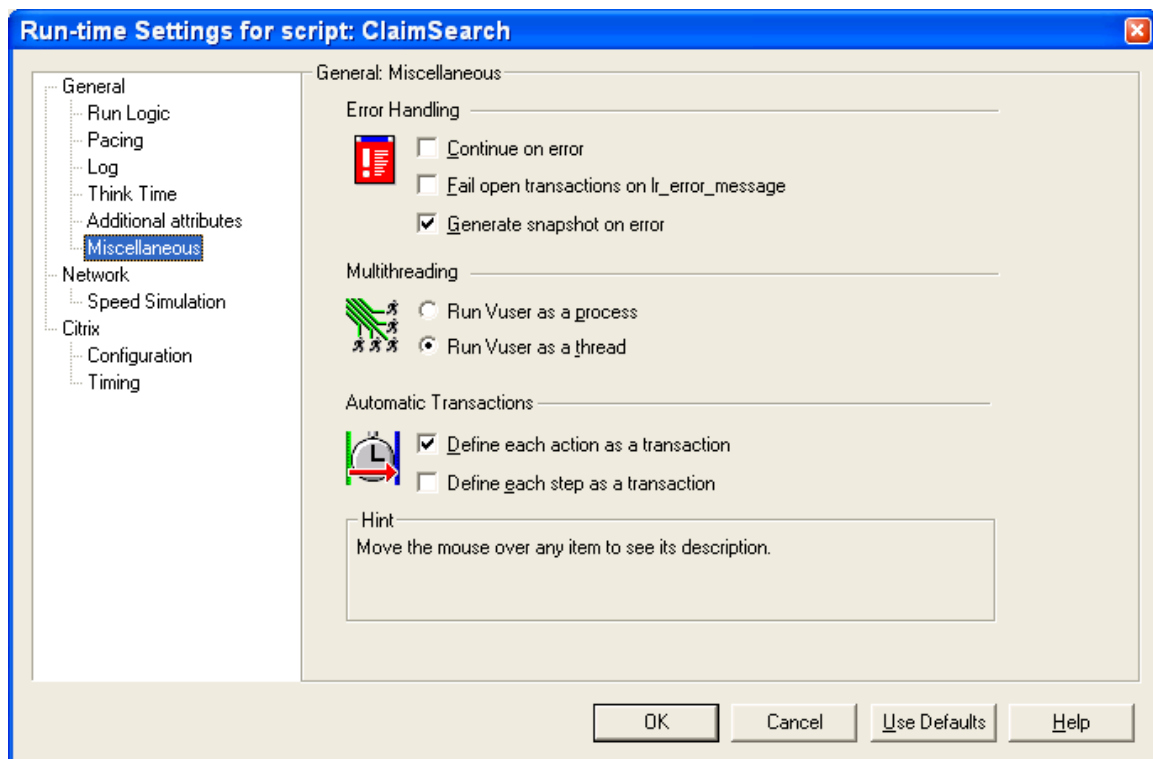 Run-time Settings for script: ClaimSearch
General
Run Logic
Pacing
Log
Think Time
Additional attributes
Miscellaneous
Network
Speed Simulation
Citrix
Configuration
Timing
General: Miscellaneous
Error Handling
Continue on error
Fail open transactions on lr_error_message
Generate snapshot on error
Multithreading
Run Vuser as a process
Run Vuser as a thread
Automatic Transactions
Define each action as a transaction
Define each step as a transaction
Hint
Move the mouse over any item to see its description.
OK Cancel Use Defaults Help